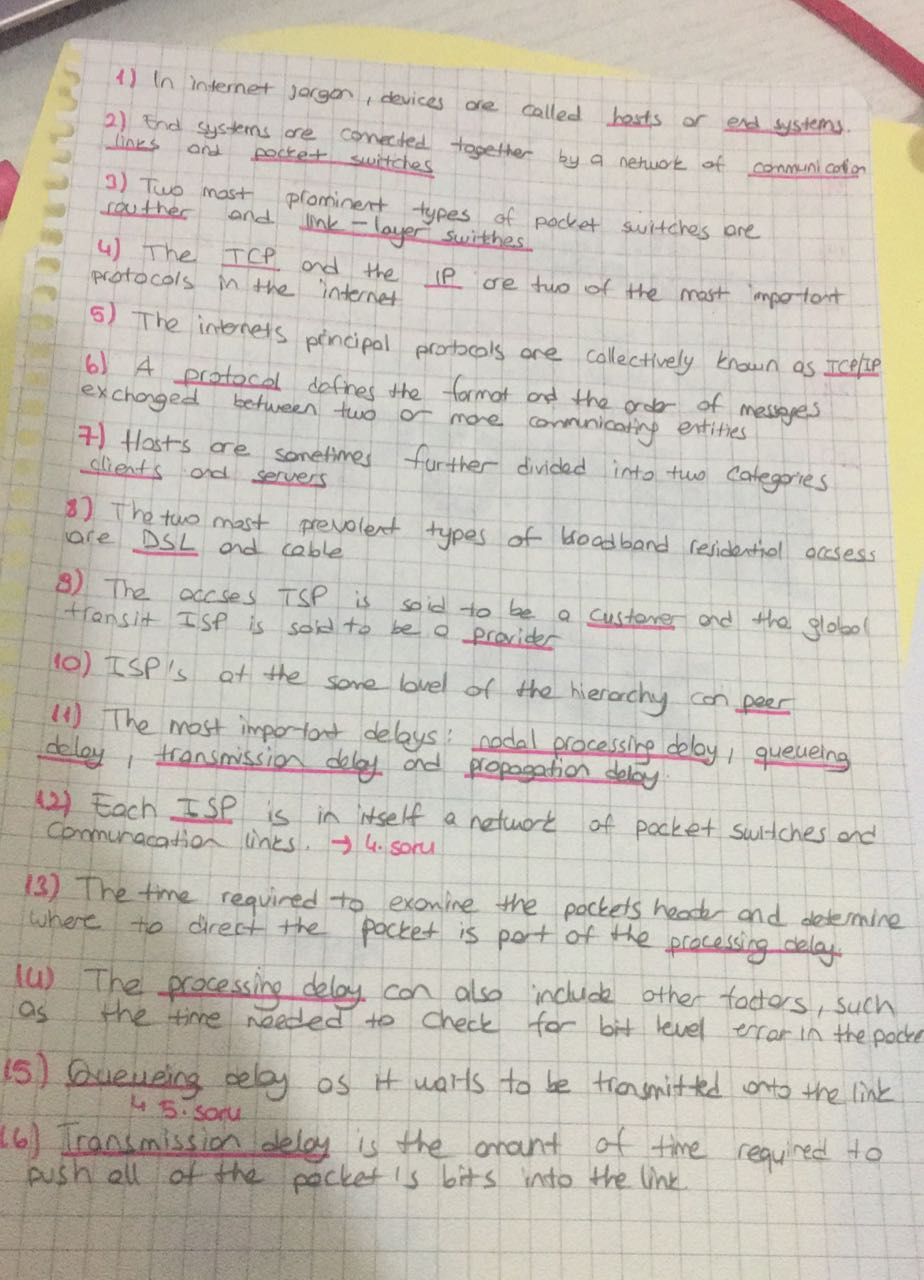 1) In internet jargon, devices are called hosts or end systems.
2) End systems are connected together by a network of communication
links and packet switches
3) Two most prominent types of packet switches are
routher and link-layer swithes
4) The TCP and the IP are two of the most important
protocols in the internet
5) The internets principal protocols are collectively known as TCP/IP
6) A protocol defines the format and the order of messages
exchanged between two or more communicating entities
7) Hosts are sometimes further divided into two categories
clients and servers
8) The two most prevalent types of broadband residential accsess
are DSL and cable
9) The accses ISP is said to be a customer and the global
transit ISP is said to be a provider
10) ISP's at the same level of the hierarchy can peer
11) The most important delays: nodal processing delay, queueing
delay, transmission delay and propagation delay.
12) Each ISP is in itself a network of packet switches and
communacation links. → 4. soru
13) The time required to examine the packets header and determine
where to direct the packet is part of the processing delay.
14) The processing delay can also include other factors, such
as the time needed to check for bit level error in the packe
15) Queueing delay as it waits to be transmitted onto the link
↳ 5. soru
16) Transmission delay is the amount of time required to
push all of the packet's bits into the link.